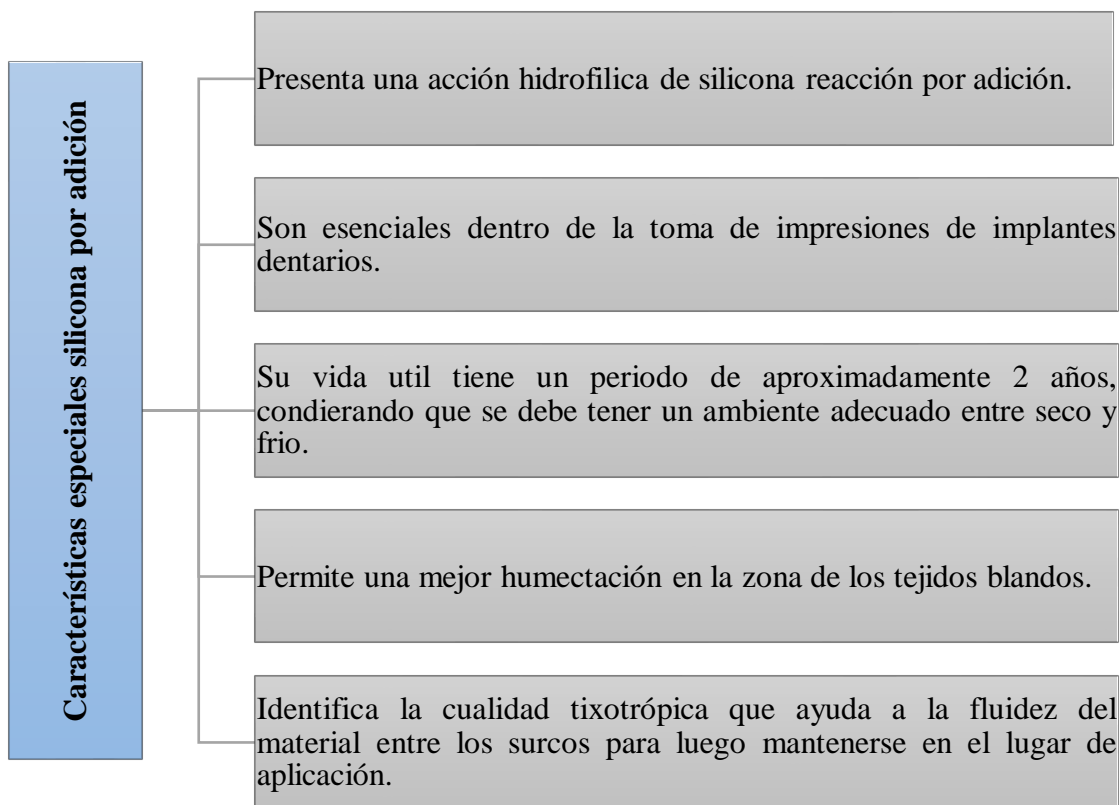 Características especiales silicona por adición
Presenta una acción hidrofilica de silicona reacción por adición.
Son esenciales dentro de la toma de impresiones de implantes
dentarios.
Su vida util tiene un periodo de aproximadamente 2 años,
condierando que se debe tener un ambiente adecuado entre seco y
frio.
Permite una mejor humectación en la zona de los tejidos blandos.
Identifica la cualidad tixotrópica que ayuda a la fluidez del
material entre los surcos para luego mantenerse en el lugar de
aplicación.